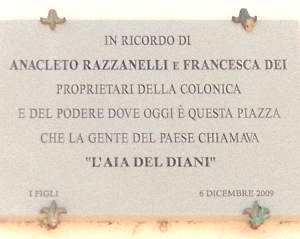 IN RICORDO DI
ANACLETO RAZZANELLI E FRANCESCA DEI
PROPRIETARI DELLA COLONICA
E DEL PODERE DOVE OGGI È QUESTA PIAZZA
CHE LA GENTE DEL PAESE CHIAMAVA
"L'AIA DEL DIANI"
I FIGLI 6 DICEMBRE 2009